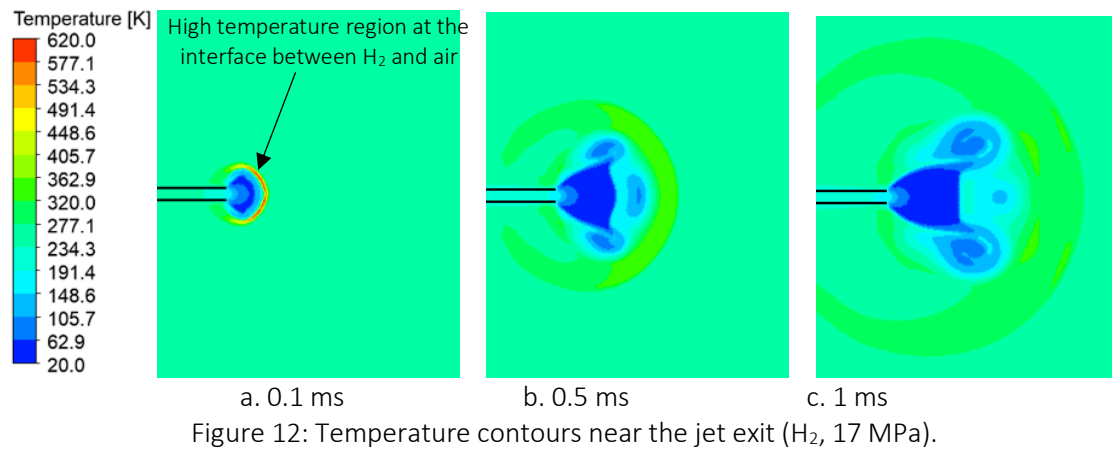 Temperature [K]
620.0
577.1
534.3
491.4
448.6
405.7
362.9
320.0
277.1
234.3
191.4
148.6
105.7
62.9
20.0
High temperature region at the
interface between H₂ and air
a. 0.1 ms
b. 0.5 ms
c. 1 ms
Figure 12: Temperature contours near the jet exit (H₂, 17 MPa).